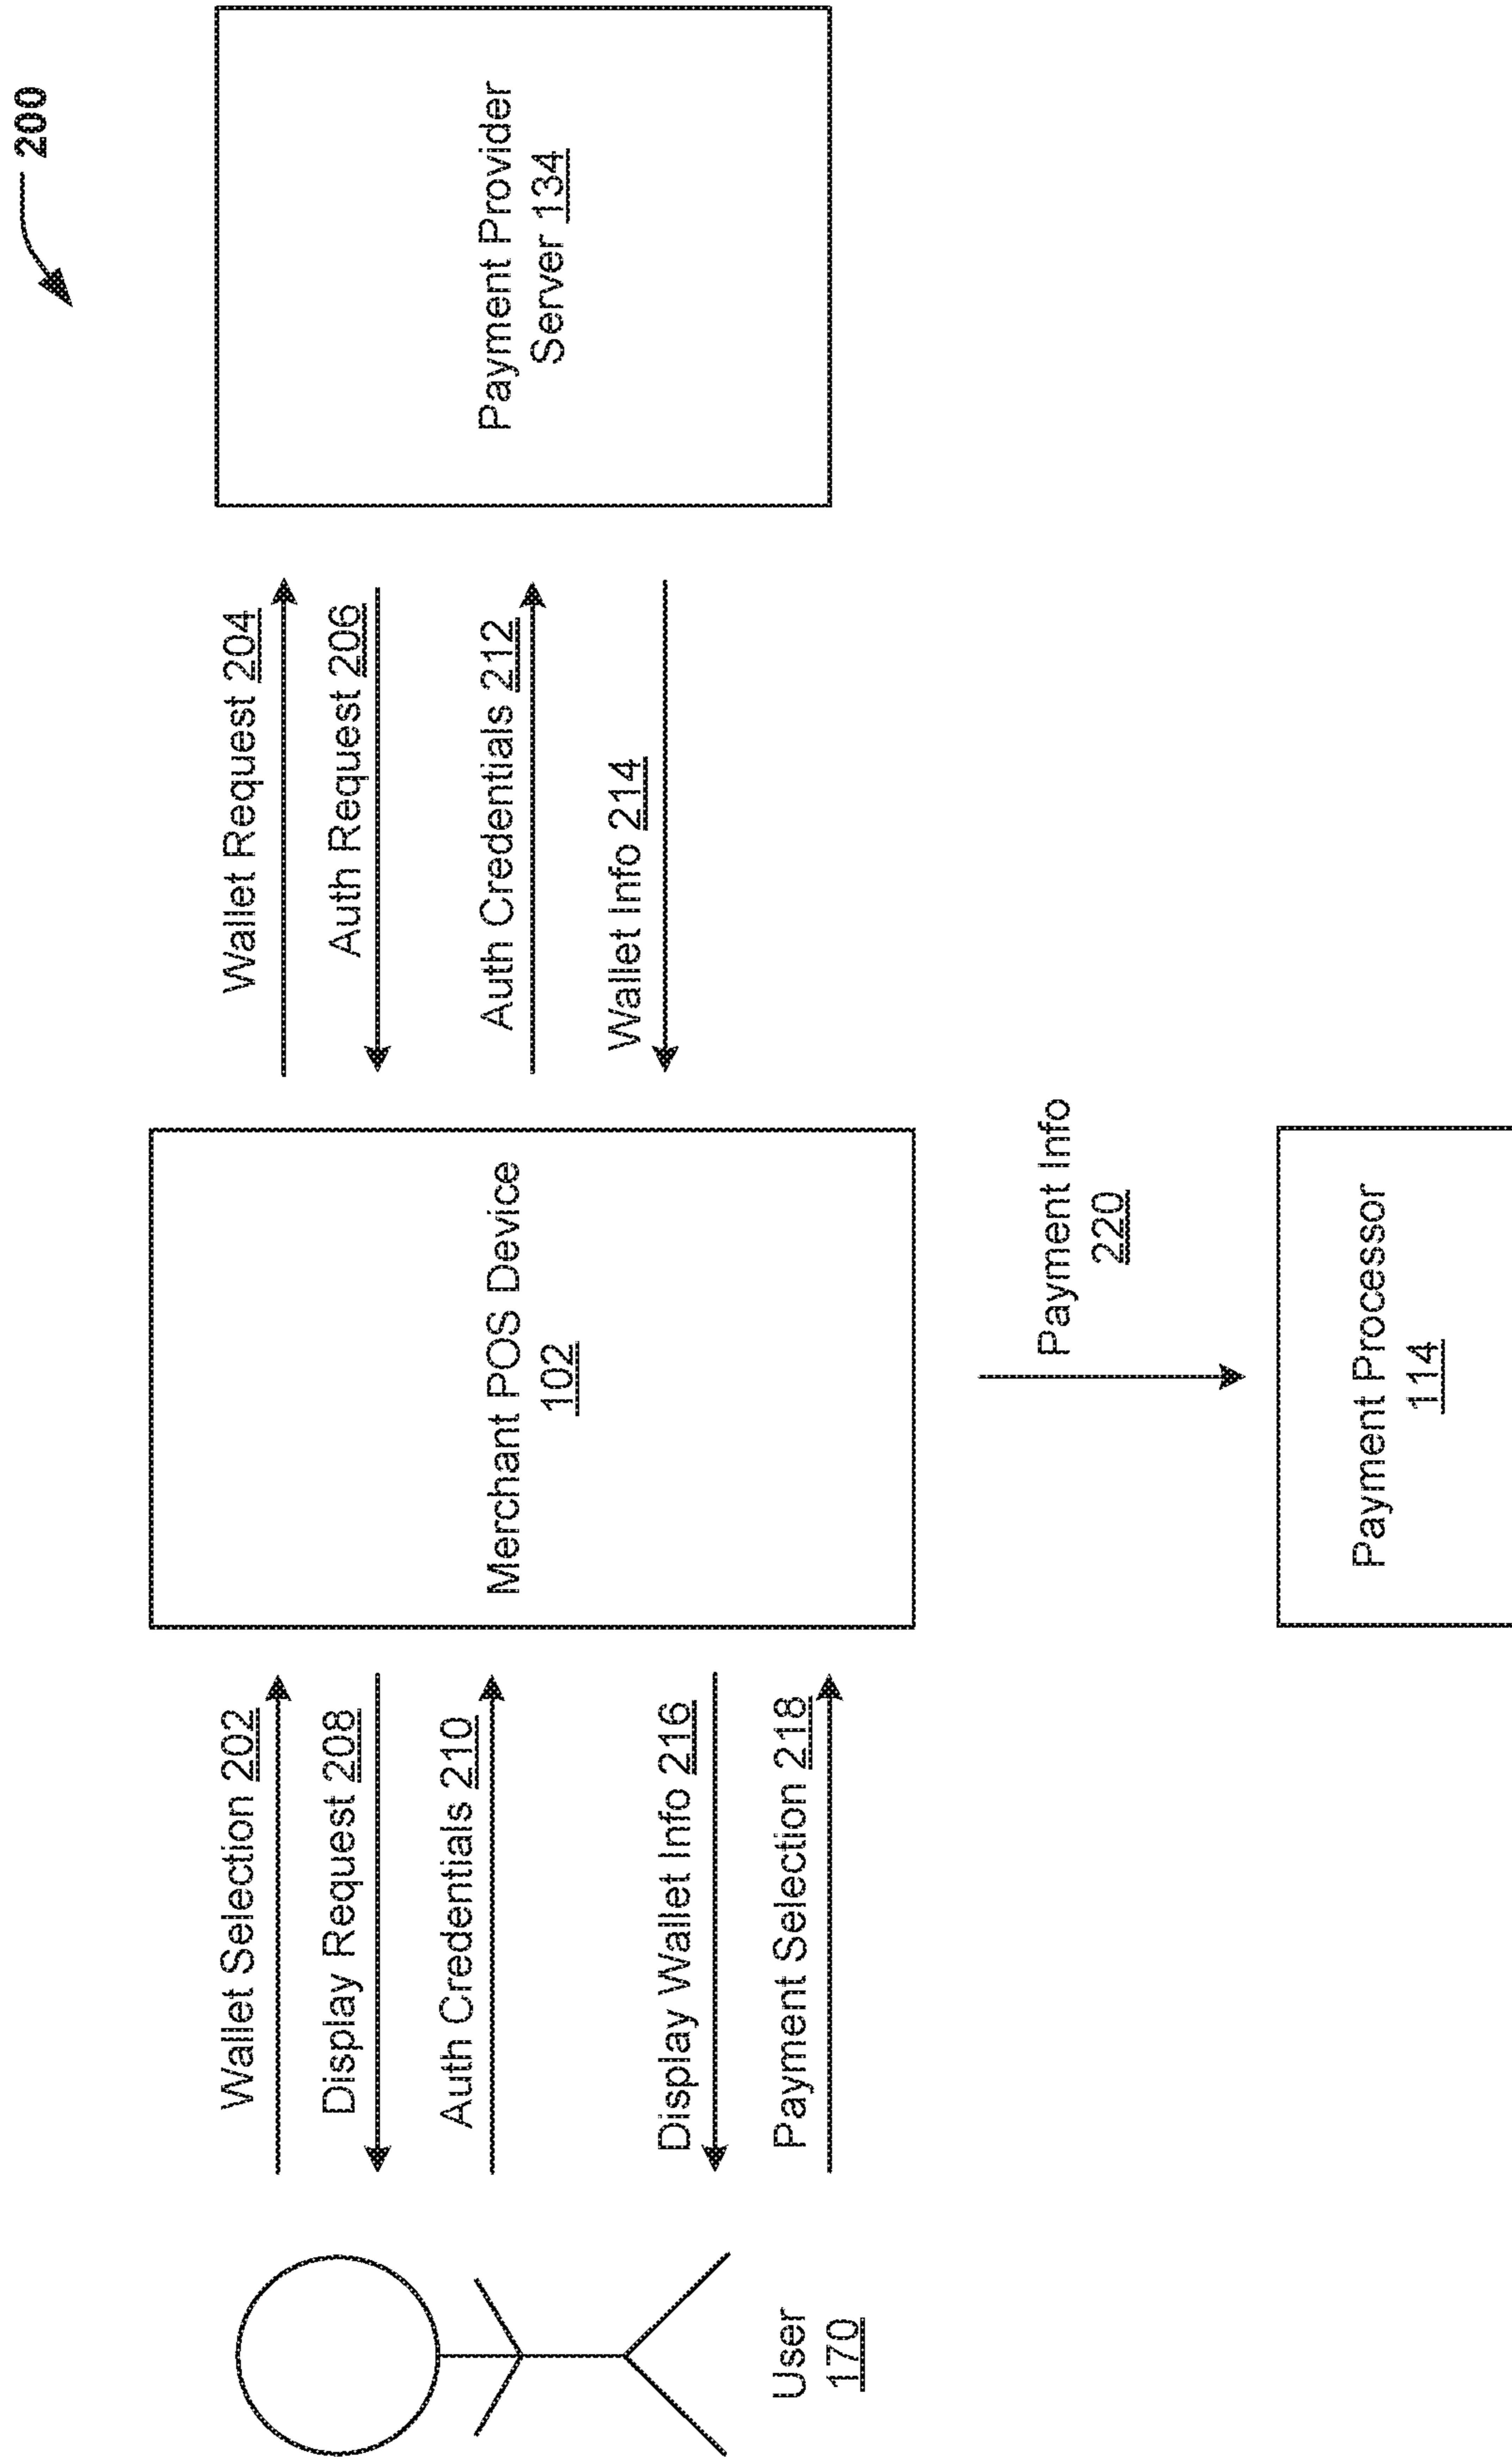 200
Wallet Selection 202
Display Request 208
Auth Credentials 210
Display Wallet Info 216
Payment Selection 218
User
170
Merchant POS Device
102
Wallet Request 204
Auth Request 206
Auth Credentials 212
Wallet Info 214
Payment Provider
Server 134
Payment Info
220
Payment Processor
114